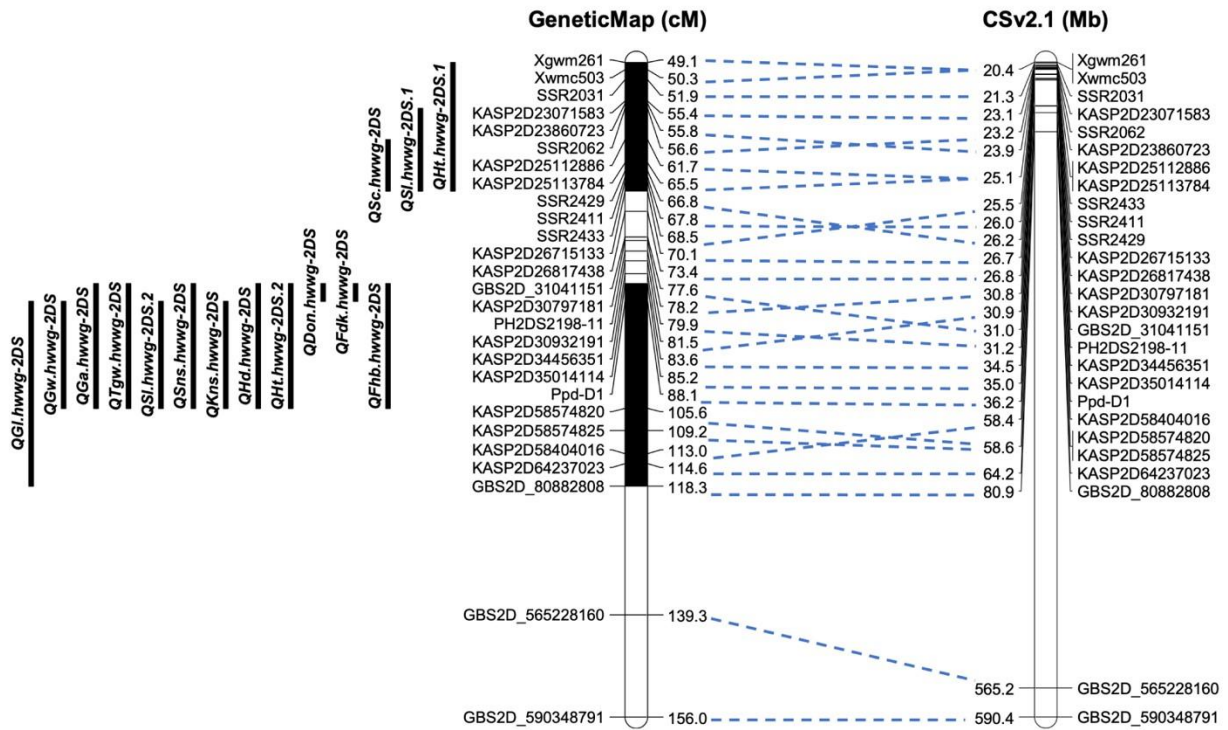 GeneticMap (cM)
CSv2.1 (Mb)
QGl.hwwg-2DS
QGw.hwwg-2DS
QGa.hwwg-2DS
QTgw.hwwg-2DS
QSl.hwwg-2DS.2
QSns.hwwg-2DS
QKns.hwwg-2DS
QHd.hwwg-2DS
QHt.hwwg-2DS.2
QDon.hwwg-2DS
QFdk.hwwg-2DS
QFhb.hwwg-2DS
QSc.hwwg-2DS
QSl.hwwg-2DS.1
QHt.hwwg-2DS.1
Xgwm261 49.1
Xwmc503 50.3
SSR2031 51.9
KASP2D23071583 55.4
KASP2D23860723 55.8
SSR2062 56.6
KASP2D25112886 61.7
KASP2D25113784 65.5
SSR2429 66.8
SSR2411 67.8
SSR2433 68.5
KASP2D26715133 70.1
KASP2D26817438 73.4
GBS2D_31041151 77.6
KASP2D30797181 78.2
PH2DS2198-11 79.9
KASP2D30932191 81.5
KASP2D34456351 83.6
KASP2D35014114 85.2
Ppd-D1 88.1
KASP2D58574820 105.6
KASP2D58574825 109.2
KASP2D58404016 113.0
KASP2D64237023 114.6
GBS2D_80882808 118.3
GBS2D_565228160 139.3
GBS2D_590348791 156.0
20.4 Xgwm261
Xwmc503
21.3 SSR2031
23.1 KASP2D23071583
23.2 SSR2062
23.9 KASP2D23860723
25.1 KASP2D25112886
KASP2D25113784
25.5 SSR2433
26.0 SSR2411
26.2 SSR2429
26.7 KASP2D26715133
26.8 KASP2D26817438
30.8 KASP2D30797181
30.9 KASP2D30932191
31.0 GBS2D_31041151
31.2 PH2DS2198-11
34.5 KASP2D34456351
35.0 KASP2D35014114
36.2 Ppd-D1
58.4 KASP2D58404016
58.6 KASP2D58574820
KASP2D58574825
64.2 KASP2D64237023
80.9 GBS2D_80882808
565.2 GBS2D_565228160
590.4 GBS2D_590348791